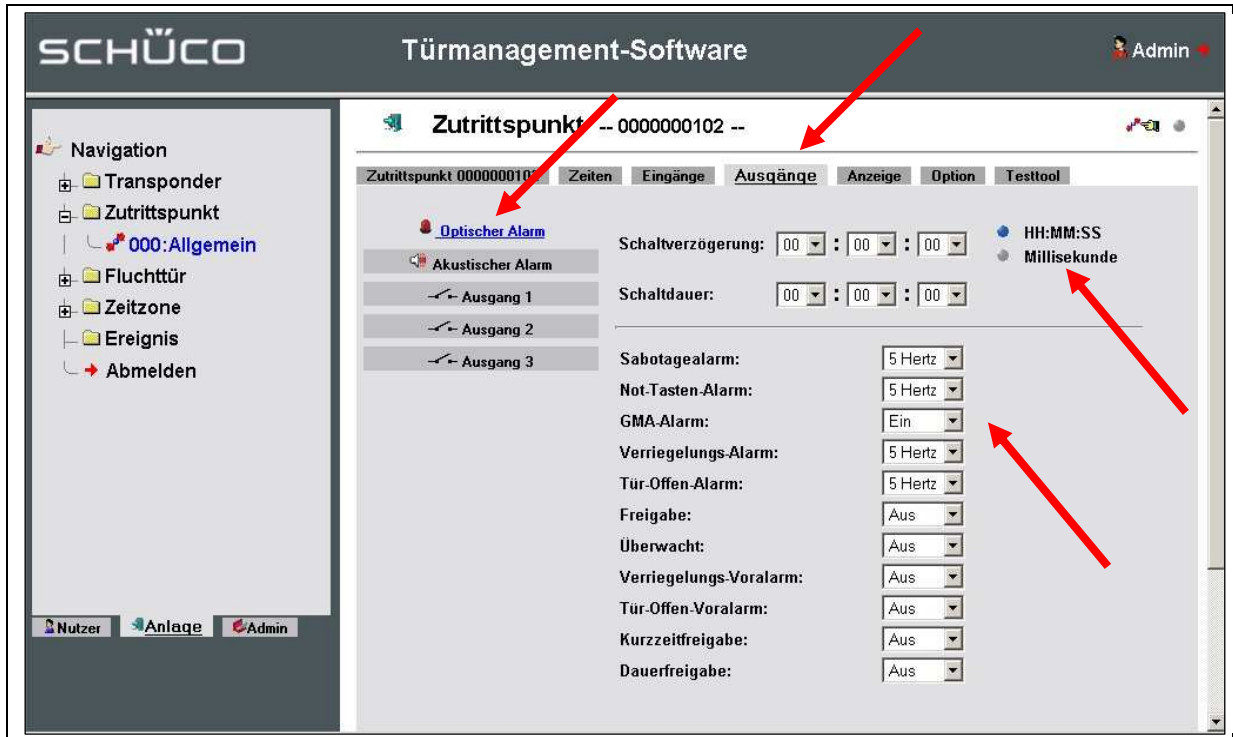 SCHÜCO
Türmanagement-Software
Admin
Navigation
Transponder
Zutrittspunkt
000:Allgemein
Fluchttür
Zeitzone
Ereignis
Abmelden
Nutzer Anlage Admin
Zutrittspunkt -- 0000000102 --
Zutrittspunkt 0000000102 Zeiten Eingänge Ausgänge Anzeige Option Testtool
Optischer Alarm
Akustischer Alarm
Ausgang 1
Ausgang 2
Ausgang 3
Schaltverzögerung: 00 : 00 : 00
HH:MM:SS
Millisekunde
Schaltdauer: 00 : 00 : 00
Sabotagealarm: 5 Hertz
Not-Tasten-Alarm: 5 Hertz
GMA-Alarm: Ein
Verriegelungs-Alarm: 5 Hertz
Tür-Offen-Alarm: 5 Hertz
Freigabe: Aus
Überwacht: Aus
Verriegelungs-Voralarm: Aus
Tür-Offen-Voralarm: Aus
Kurzzeitfreigabe: Aus
Dauerfreigabe: Aus